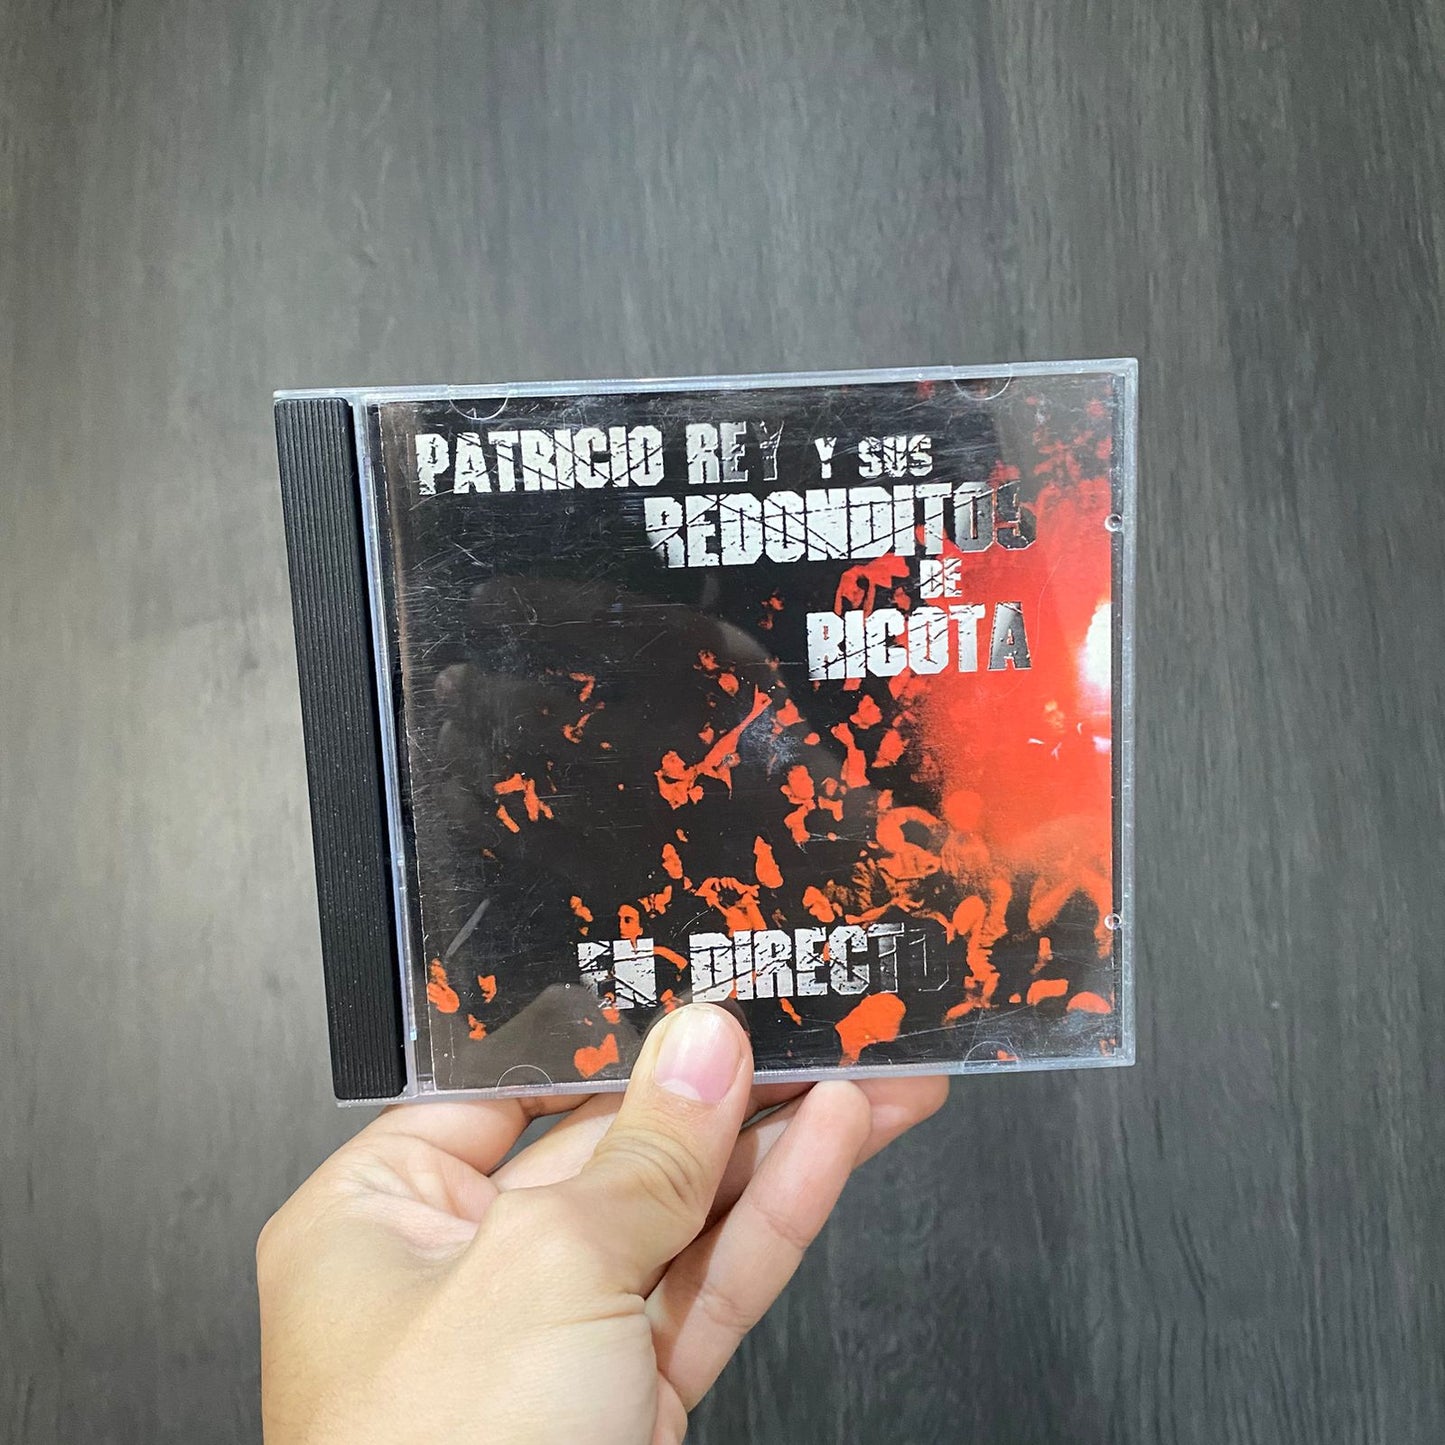 PATRICIO REY Y SUS
REDONDITOS
DE
RICOTA
EN DIRECTO